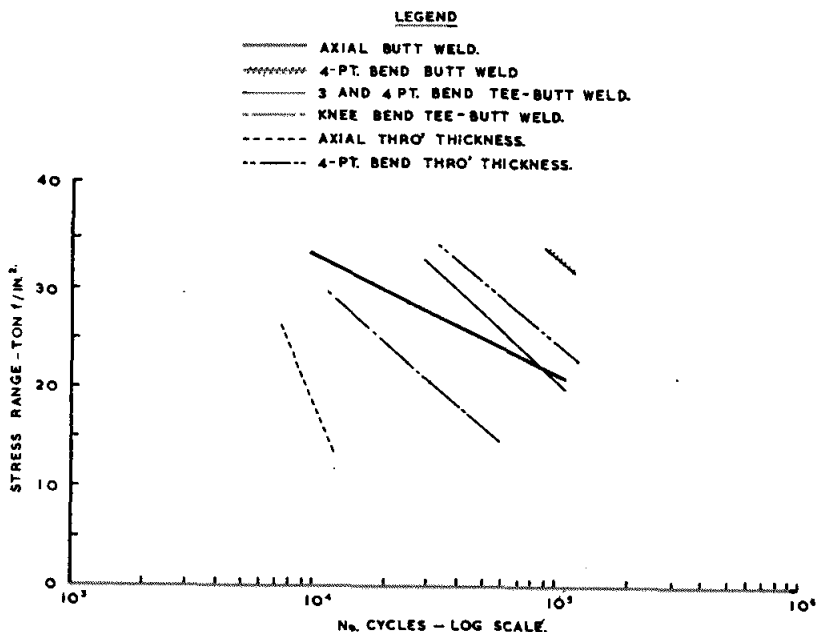 LEGEND
AXIAL BUTT WELD.
4-PT. BEND BUTT WELD
3 AND 4 PT. BEND TEE-BUTT WELD.
KNEE BEND TEE-BUTT WELD.
AXIAL THRO' THICKNESS.
4-PT. BEND THRO' THICKNESS.
40
30
20
10
0
STRESS RANGE - TON f/IN.²
10³
10⁴
10⁵
10⁶
No. CYCLES - LOG SCALE.